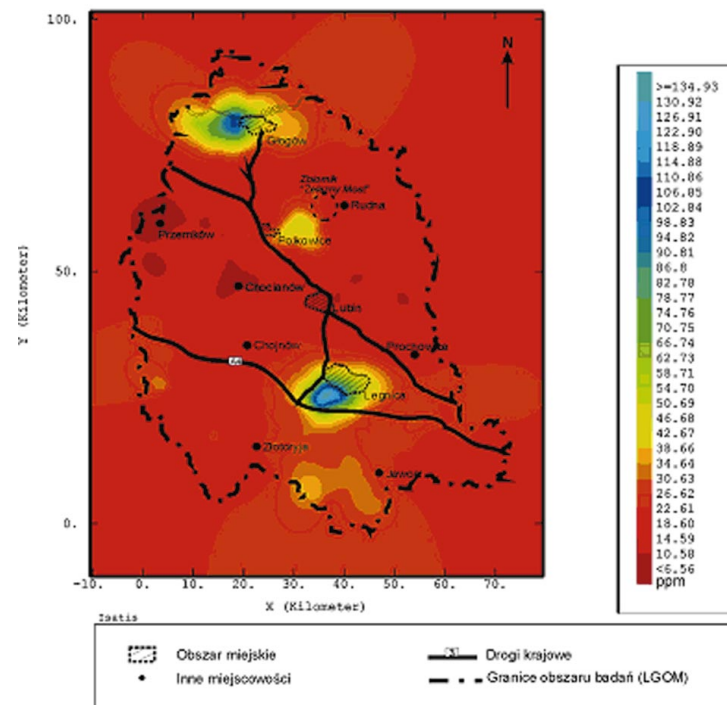 100.
N
Głogów
Zbiornik
"Żelazny Most"
Rudna
Przemków
Polkowice
50.
Chocianów
Lubin
Chojnów
Prochowice
Legnica
Złotoryja
Jawor
0.
Y (Kilometer)
-10. 0. 10. 20. 30. 40. 50. 60. 70.
X (Kilometer)
Isatis
>=134.93
130.92
126.91
122.90
118.89
114.88
110.86
106.85
102.84
98.83
94.82
90.81
86.8
82.78
78.77
74.76
70.75
66.74
62.73
58.71
54.70
50.69
46.68
42.67
38.66
34.64
30.63
26.62
22.61
18.60
14.59
10.58
<6.56
ppm
Obszar miejskie
Inne miejscowości
3 Drogi krajowe
Granice obszaru badań (LGOM)